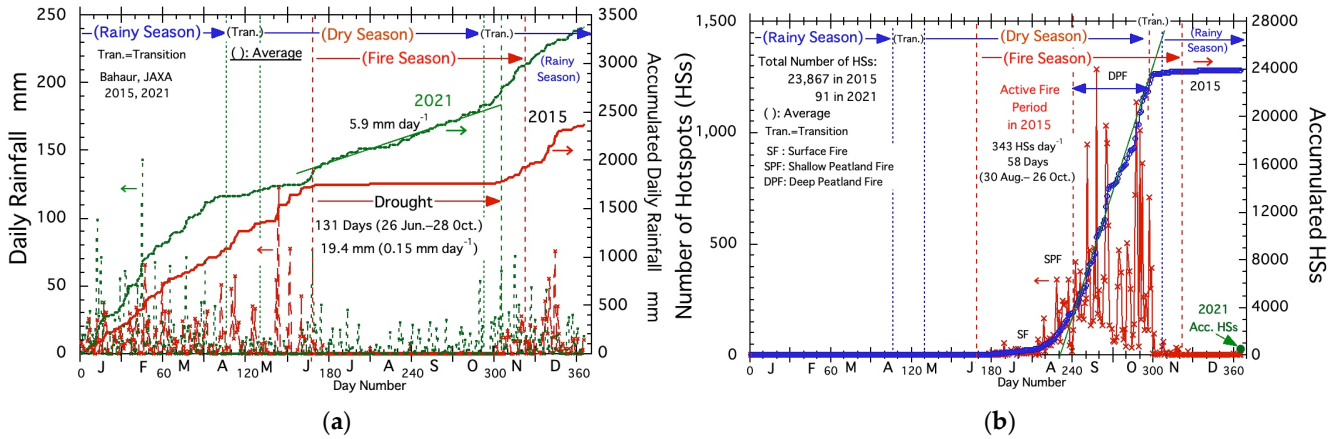 (Rainy Season)
(Tran.)
(Dry Season)
(Tran.)
Tran.=Transition
( ): Average
(Fire Season)
(Rainy
Season)
Bahaur, JAXA
2015, 2021
2021
5.9 mm day-1
2015
Drought
131 Days (26 Jun.–28 Oct.)
19.4 mm (0.15 mm day-1)
Daily Rainfall mm
250
200
150
100
50
0
Accumulated Daily Rainfall mm
3500
3000
2500
2000
1500
1000
500
0
0 J F 60 M A 120 M J 180 J A 240 S O 300 N D 360
Day Number
(a)
(Tran.)
(Rainy Season)
(Tran.)
(Dry Season)
(Rainy
Season)
(Fire Season)
Total Number of HSs:
23,867 in 2015
91 in 2021
( ): Average
Tran.=Transition
SF : Surface Fire
SPF: Shallow Peatland Fire
DPF: Deep Peatland Fire
Active Fire
Period
in 2015
343 HSs day-1
58 Days
(30 Aug.– 26 Oct.)
DPF
2015
SPF
SF
2021
Acc. HSs
Number of Hotspots (HSs)
1,500
1,000
500
0
Accumulated HSs
28000
24000
20000
16000
12000
8000
4000
0
0 J F 60 M A 120 M J 180 J A 240 S O 300 N D 360
Day Number
(b)